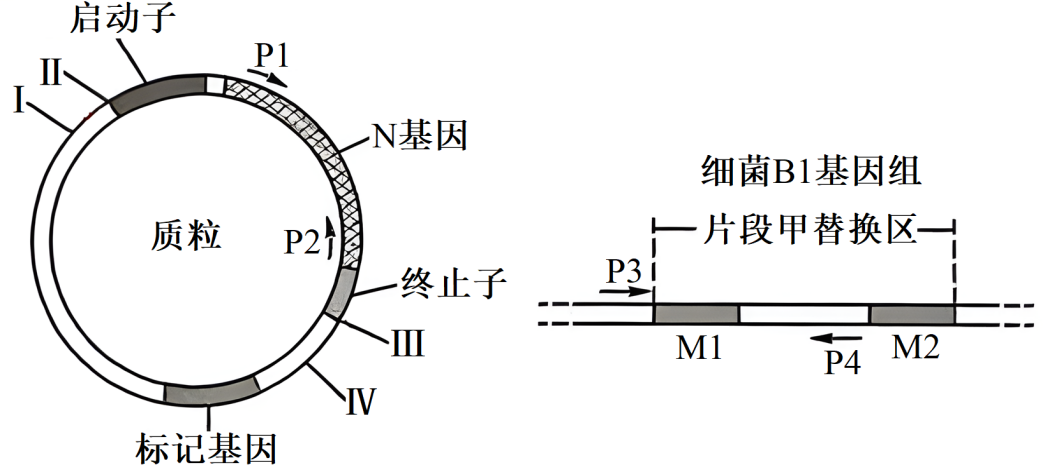 启动子
P1
II
I
N基因
质粒
P2
终止子
III
IV
标记基因
细菌B1基因组
片段甲替换区
P3
M1
P4
M2